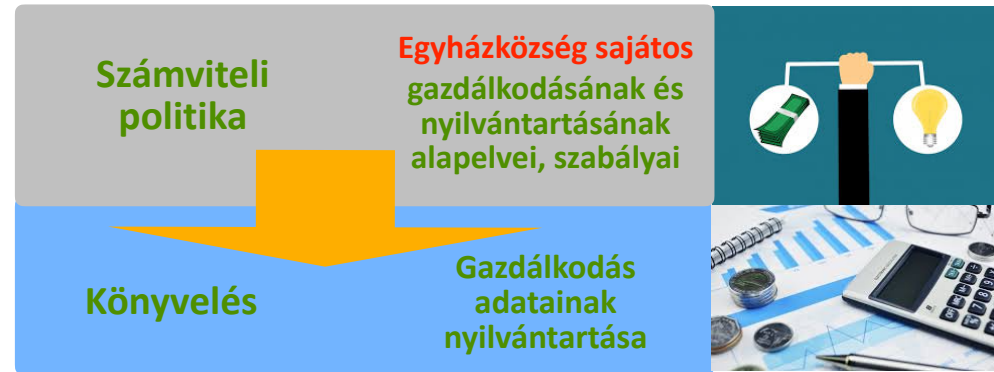 Számviteli
politika
Egyházközség sajátos
gazdálkodásának és
nyilvántartásának
alapelvei, szabályai
Könyvelés
Gazdálkodás
adatainak
nyilvántartása